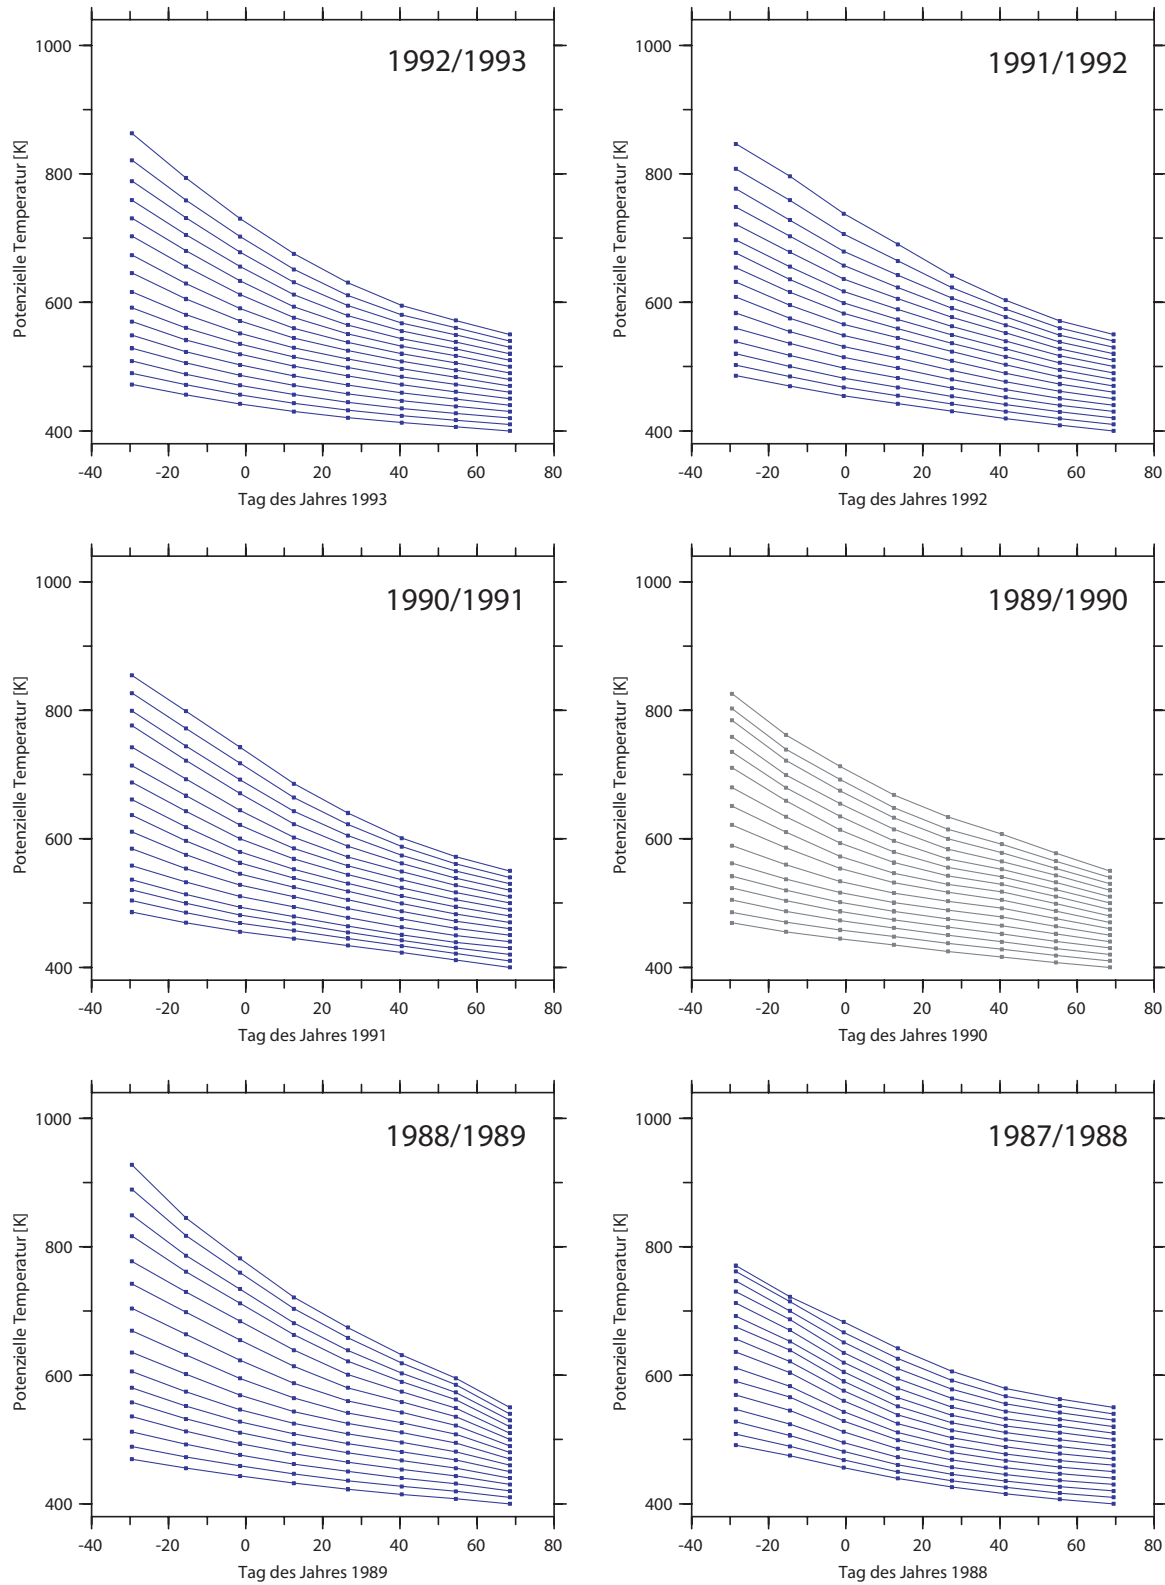 1992/1993
1000
800
600
400
Potenzielle Temperatur [K]
-40 -20 0 20 40 60 80
Tag des Jahres 1993
1991/1992
1000
800
600
400
Potenzielle Temperatur [K]
-40 -20 0 20 40 60 80
Tag des Jahres 1992
1990/1991
1000
800
600
400
Potenzielle Temperatur [K]
-40 -20 0 20 40 60 80
Tag des Jahres 1991
1989/1990
1000
800
600
400
Potenzielle Temperatur [K]
-40 -20 0 20 40 60 80
Tag des Jahres 1990
1988/1989
1000
800
600
400
Potenzielle Temperatur [K]
-40 -20 0 20 40 60 80
Tag des Jahres 1989
1987/1988
1000
800
600
400
Potenzielle Temperatur [K]
-40 -20 0 20 40 60 80
Tag des Jahres 1988